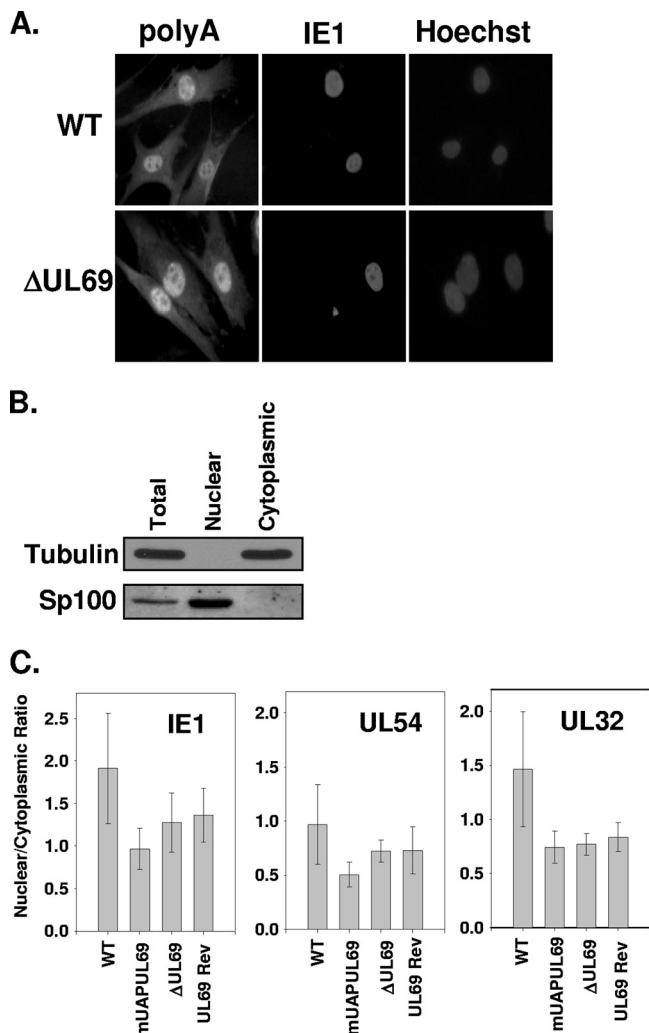 A.
polyA IE1 Hoechst
WT
ΔUL69
B.
Total Nuclear Cytoplasmic
Tubulin
Sp100
C.
Nuclear/Cytoplasmic Ratio
IE1
2.5
2.0
1.5
1.0
0.5
0.0
WT mUAPUL69 ΔUL69 UL69 Rev
UL54
2.0
1.5
1.0
0.5
0.0
WT mUAPUL69 ΔUL69 UL69 Rev
UL32
2.0
1.5
1.0
0.5
0.0
WT mUAPUL69 ΔUL69 UL69 Rev